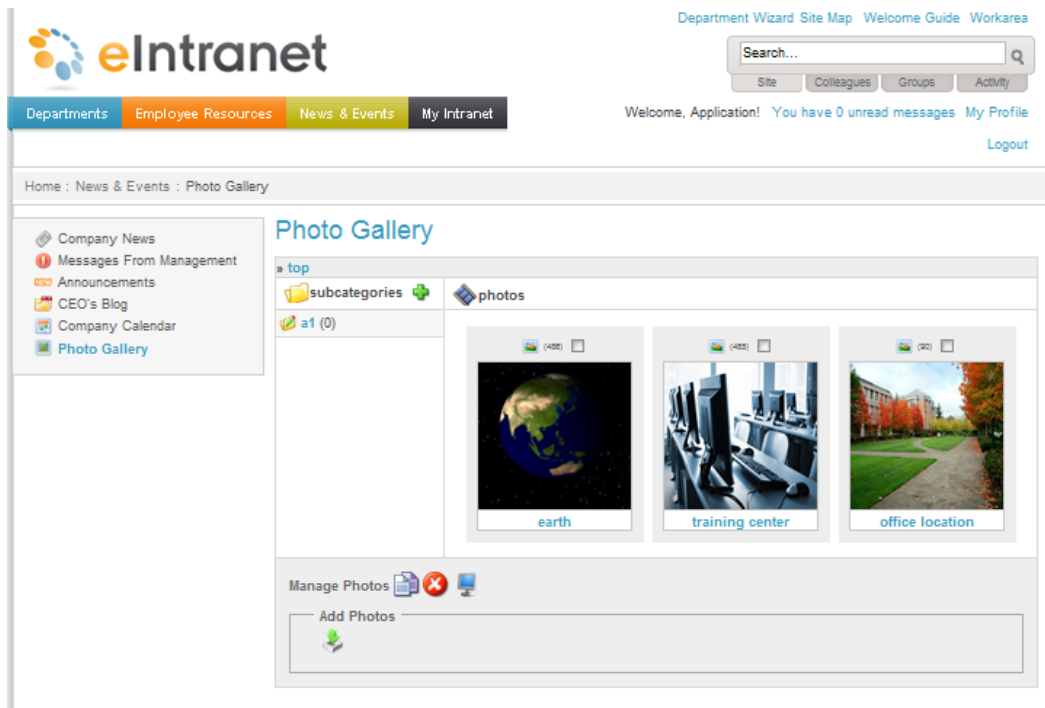 Department Wizard Site Map Welcome Guide Workarea
eIntranet
Search...
Site Colleagues Groups Activity
Departments Employee Resources News & Events My Intranet
Welcome, Application! You have 0 unread messages My Profile
Logout
Home : News & Events : Photo Gallery
Company News
Messages From Management
Announcements
CEO's Blog
Company Calendar
Photo Gallery
Photo Gallery
» top
subcategories
photos
a1 (0)
(90)
earth
training center
office location
Manage Photos
Add Photos